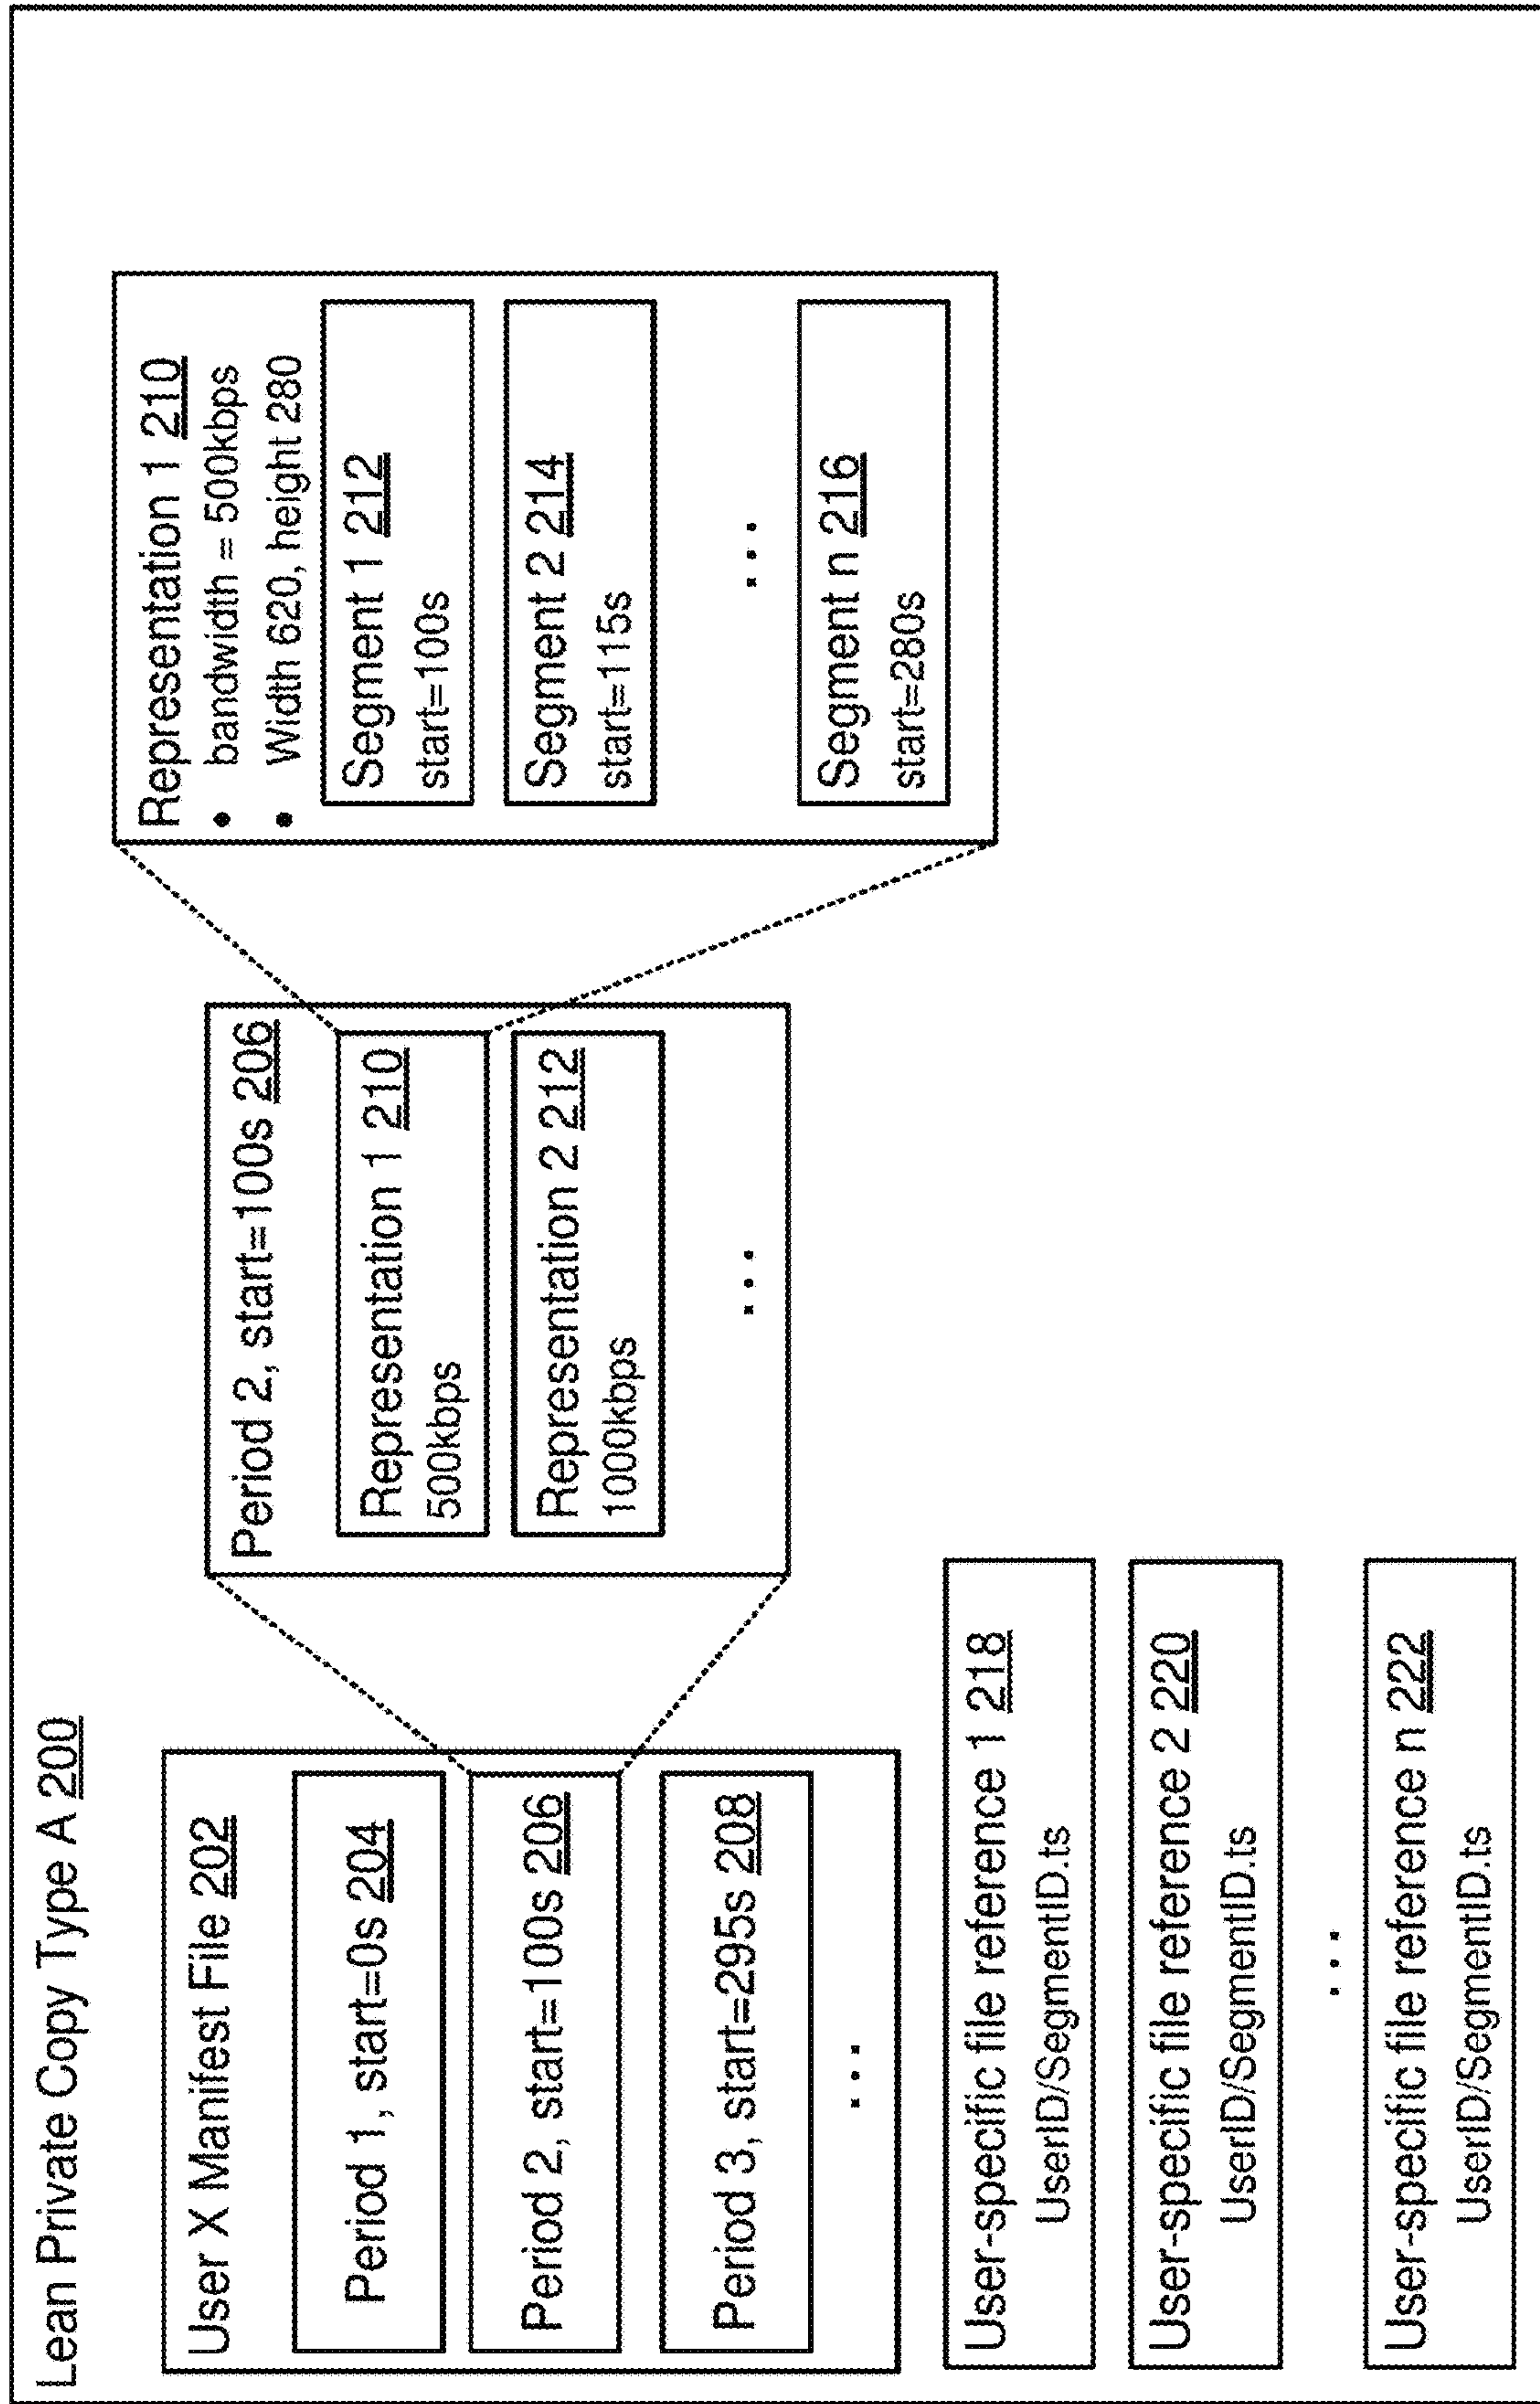 Lean Private Copy Type A 200
User X Manifest File 202
Period 1, start=0s 204
Period 2, start=100s 206
Period 3, start=295s 208
...
Period 2, start=100s 206
Representation 1 210
500kbps
Representation 2 212
1000kbps
...
Representation 1 210
• bandwidth = 500kbps
• Width 620, height 280
Segment 1 212
start=100s
Segment 2 214
start=115s
...
Segment n 216
start=280s
User-specific file reference 1 218
UserID/SegmentID.ts
User-specific file reference 2 220
UserID/SegmentID.ts
...
User-specific file reference n 222
UserID/SegmentID.ts